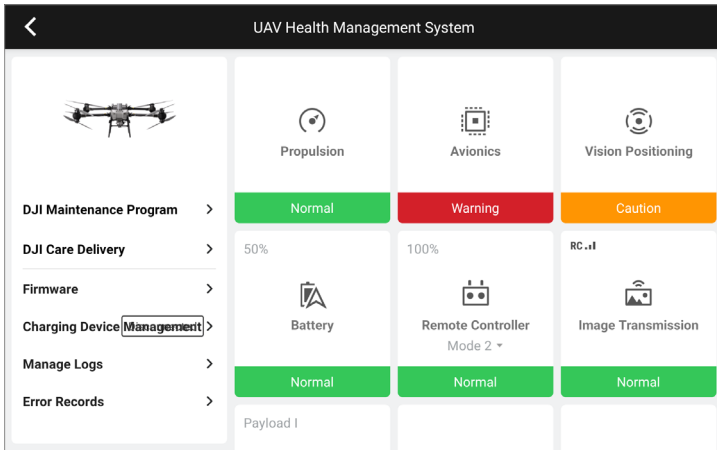 UAV Health Management System
DJI Maintenance Program
DJI Care Delivery
Firmware
Charging Device Management
Manage Logs
Error Records
Propulsion
Normal
Avionics
Warning
Vision Positioning
Caution
50%
Battery
Normal
100%
Remote Controller
Mode 2
Normal
RC
Image Transmission
Normal
Payload I